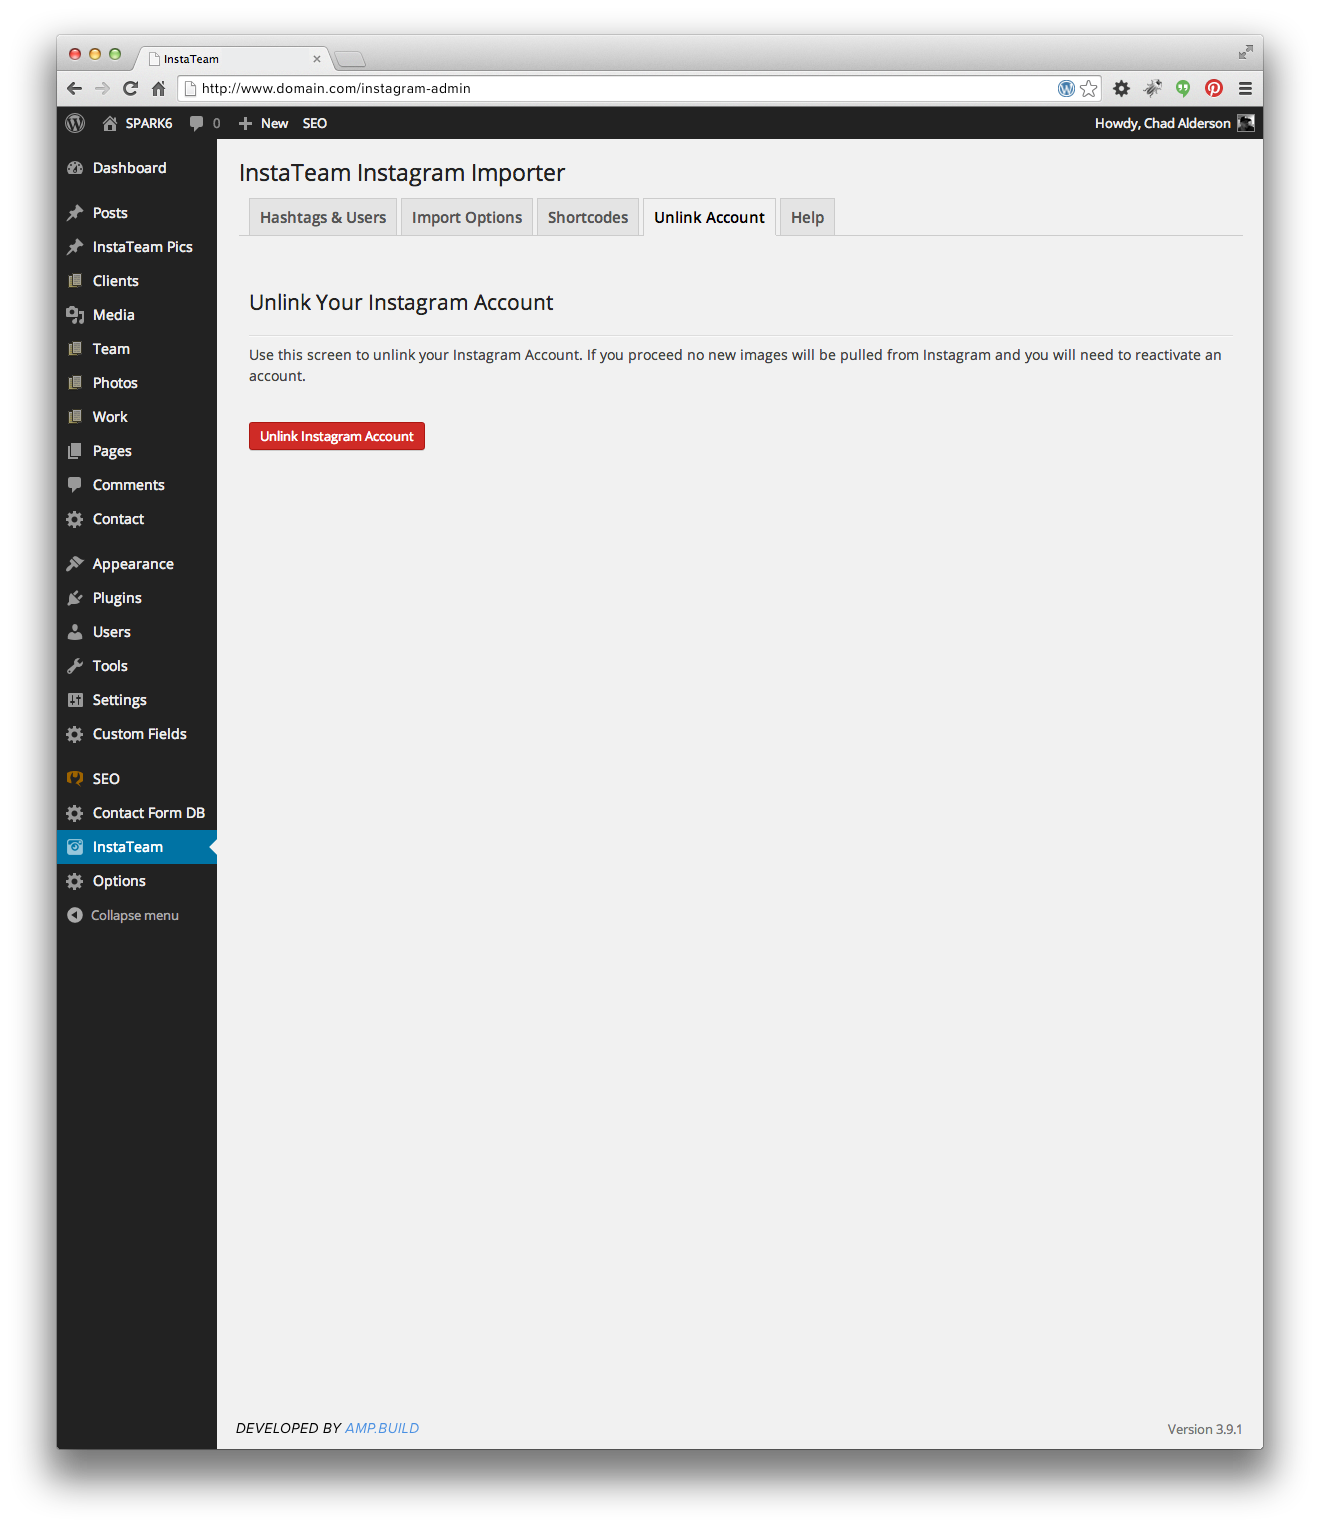 InstaTeam
http://www.domain.com/instagram-admin
SPARK6 0 New SEO Howdy, Chad Alderson
Dashboard
Posts
InstaTeam Pics
Clients
Media
Team
Photos
Work
Pages
Comments
Contact
Appearance
Plugins
Users
Tools
Settings
Custom Fields
SEO
Contact Form DB
InstaTeam
Options
Collapse menu
InstaTeam Instagram Importer
Hashtags & Users Import Options Shortcodes Unlink Account Help
Unlink Your Instagram Account
Use this screen to unlink your Instagram Account. If you proceed no new images will be pulled from Instagram and you will need to reactivate an
account.
Unlink Instagram Account
DEVELOPED BY AMP.BUILD
Version 3.9.1